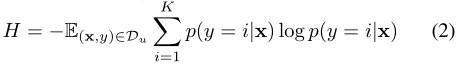 H = −𝔼_{(𝐱,y)∈𝒟_u} ∑_{i=1}^{K} p(y = i|𝐱) log p(y = i|𝐱)   (2)